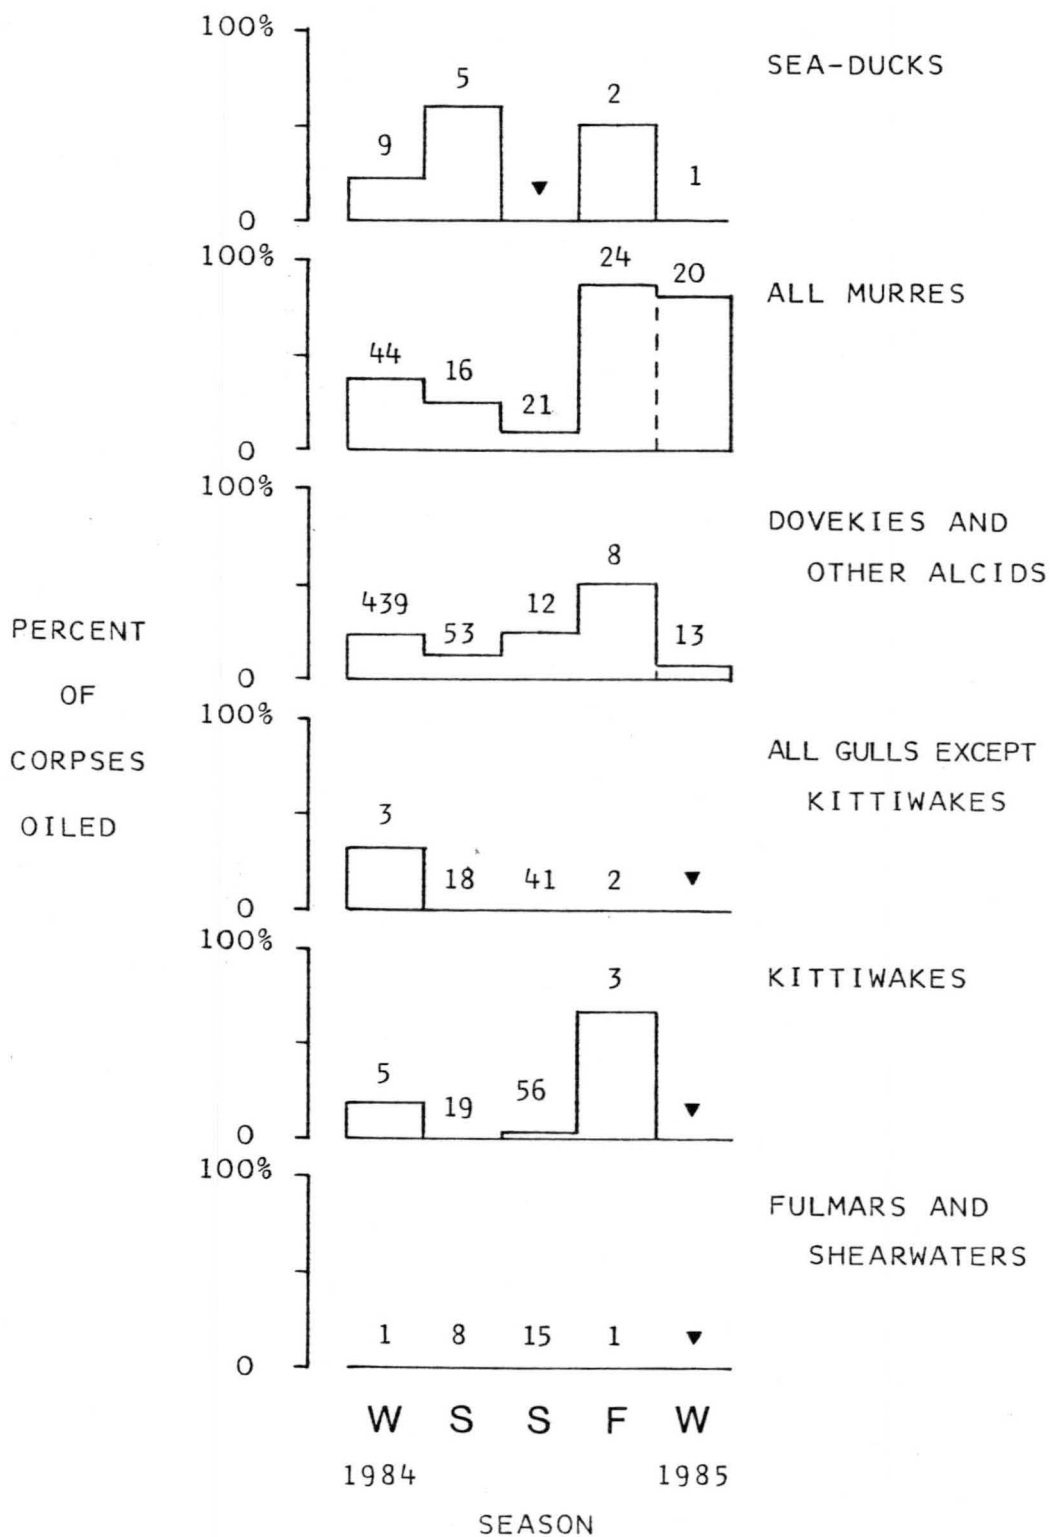 100%
SEA-DUCKS
5
2
9
1
0
100%
24
20
ALL MURRES
44
16
21
0
100%
DOVEKIES AND
OTHER ALCIDS
8
439
12
53
13
0
PERCENT
OF
CORPSES
OILED
100%
ALL GULLS EXCEPT
KITTIWAKES
3
18 41 2
0
100%
KITTIWAKES
3
5
56
19
0
100%
FULMARS AND
SHEARWATERS
1 8 15 1
0
W S S F W
1984 1985
SEASON